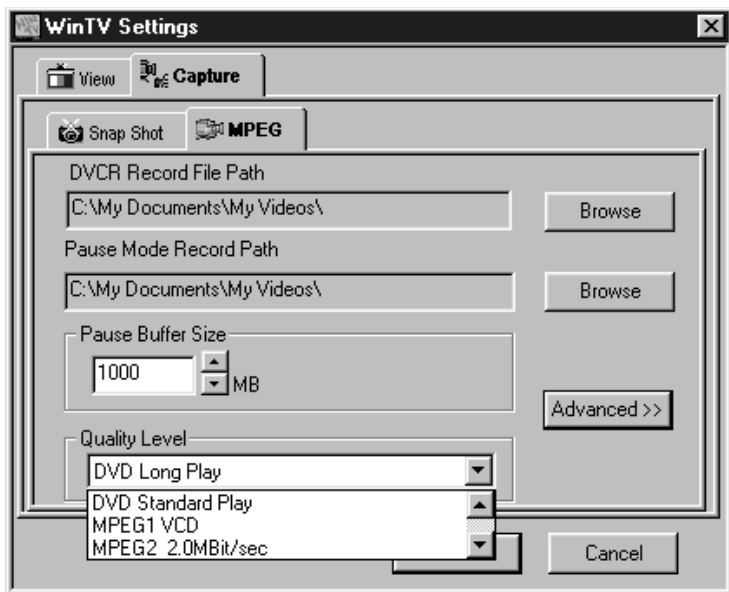 WinTV Settings
View
Capture
Snap Shot
MPEG
DVCR Record File Path
C:\My Documents\My Videos\
Browse
Pause Mode Record Path
C:\My Documents\My Videos\
Browse
Pause Buffer Size
1000
MB
Advanced >>
Quality Level
DVD Long Play
DVD Standard Play
MPEG1 VCD
MPEG2 2.0MBit/sec
Cancel